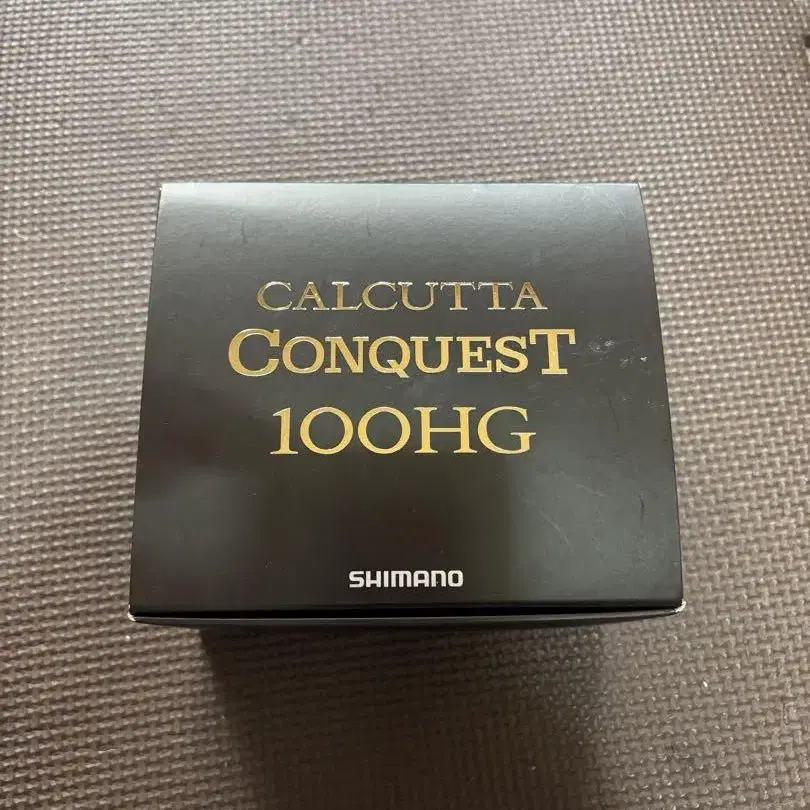 CALCUTTA
CONQUEST
100HG
SHIMANO